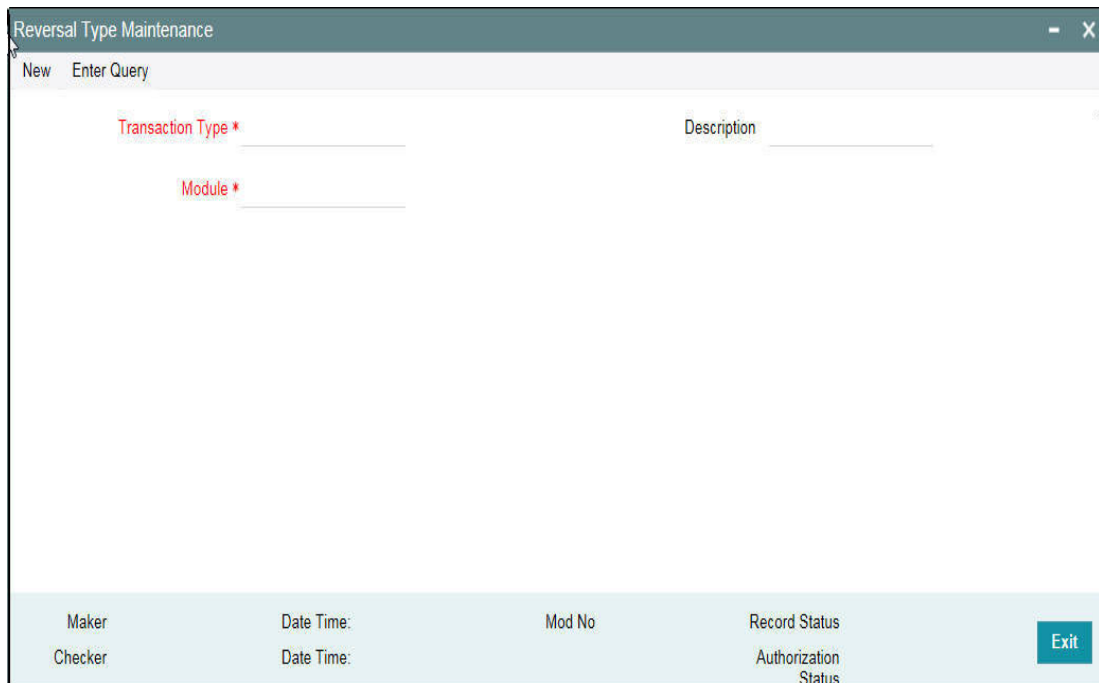 Reversal Type Maintenance
New Enter Query
Transaction Type * Description
Module *
Maker Date Time: Mod No Record Status
Exit
Checker Date Time: Authorization
Status